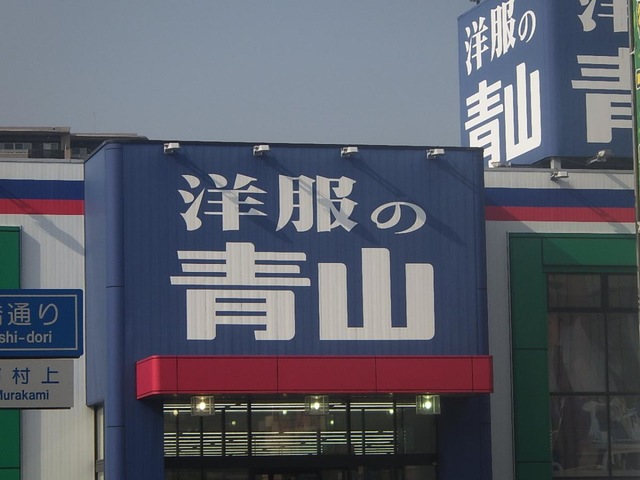 洋服の
青山
洋服の
青山
通り
shi-dori
村上
Murakami